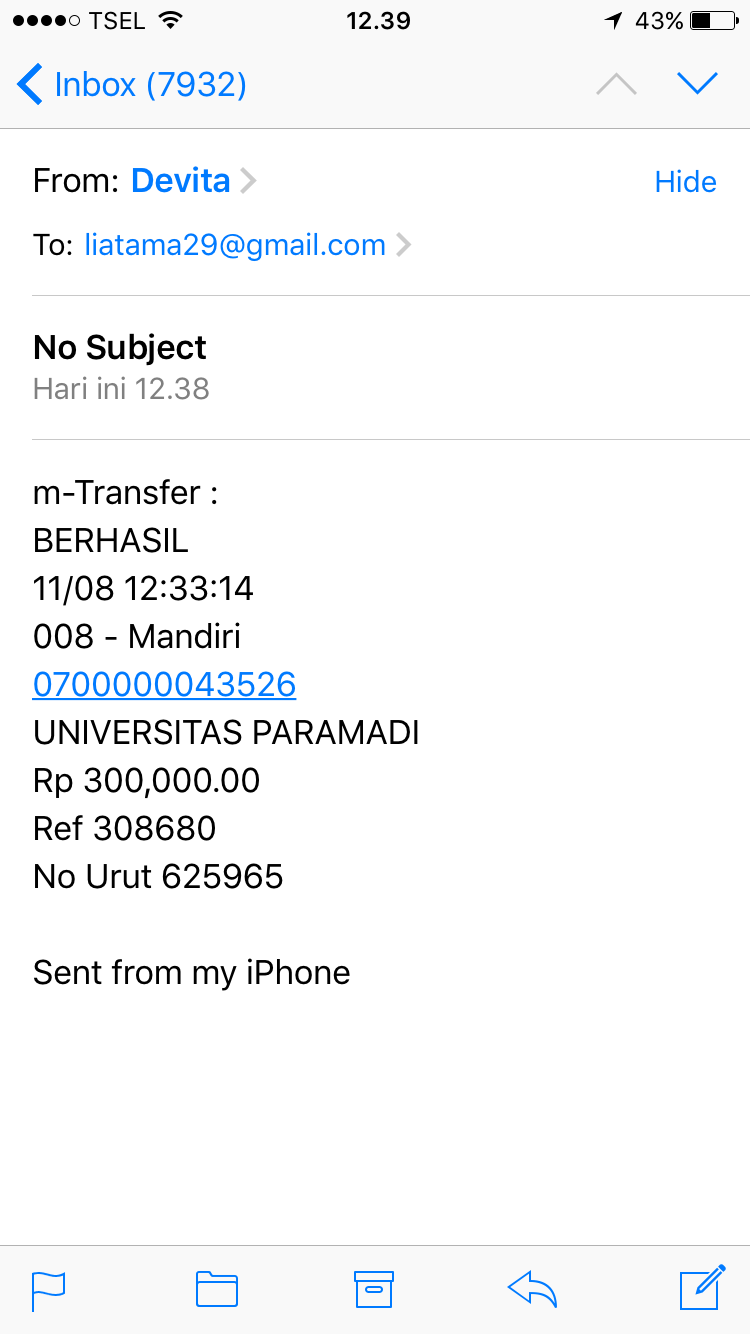 TSEL 12.39 43%
Inbox (7932)
From: Devita Hide
To: liatama29@gmail.com
No Subject
Hari ini 12.38
m-Transfer :
BERHASIL
11/08 12:33:14
008 - Mandiri
0700000043526
UNIVERSITAS PARAMADI
Rp 300,000.00
Ref 308680
No Urut 625965
Sent from my iPhone